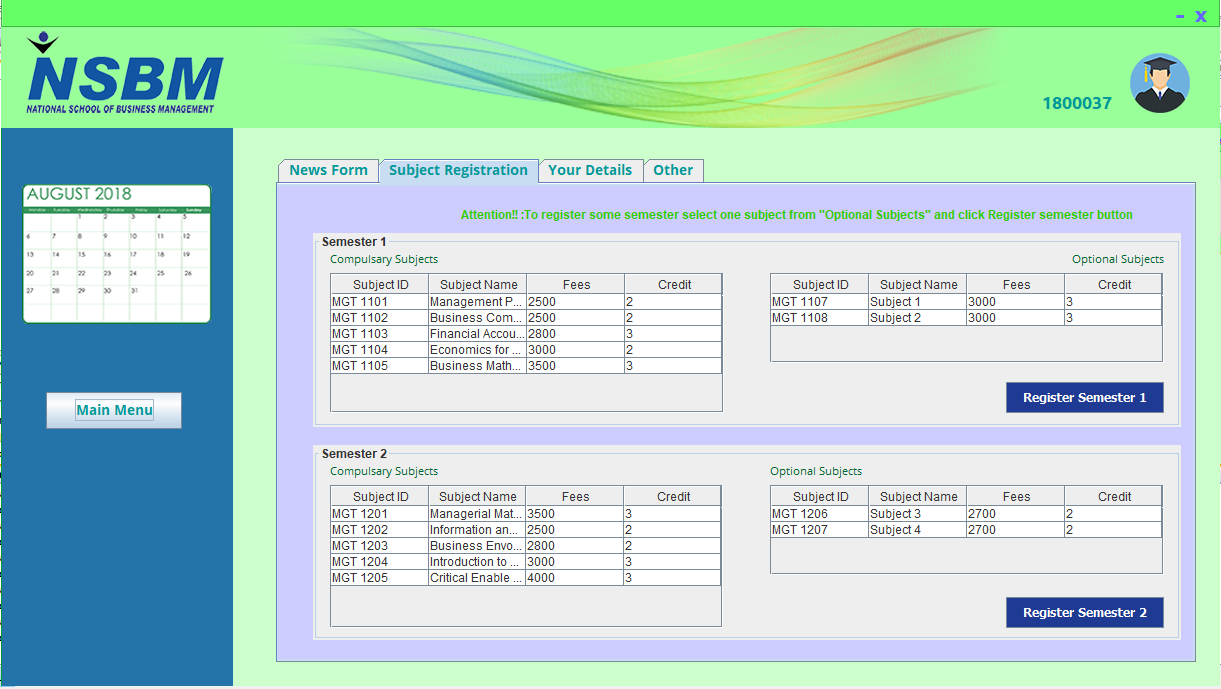 – X
NSBM
NATIONAL SCHOOL OF BUSINESS MANAGEMENT
1800037
News Form Subject Registration Your Details Other
AUGUST 2018
Monday Tuesday Wednesday Thursday Friday Saturday Sunday
1 2 3 4 5
6 7 8 9 10 11 12
13 14 15 16 17 18 19
20 21 22 23 24 25 26
27 28 29 30 31
Main Menu
Attention!! :To register some semester select one subject from "Optional Subjects" and click Register semester button
Semester 1
Compulsary Subjects
Subject ID Subject Name Fees Credit
MGT 1101 Management P... 2500 2
MGT 1102 Business Com... 2500 2
MGT 1103 Financial Accou... 2800 3
MGT 1104 Economics for ... 3000 2
MGT 1105 Business Math... 3500 3
Optional Subjects
Subject ID Subject Name Fees Credit
MGT 1107 Subject 1 3000 3
MGT 1108 Subject 2 3000 3
Register Semester 1
Semester 2
Compulsary Subjects
Subject ID Subject Name Fees Credit
MGT 1201 Managerial Mat... 3500 3
MGT 1202 Information an... 2500 2
MGT 1203 Business Envo... 2800 2
MGT 1204 Introduction to ... 3000 3
MGT 1205 Critical Enable ... 4000 3
Optional Subjects
Subject ID Subject Name Fees Credit
MGT 1206 Subject 3 2700 2
MGT 1207 Subject 4 2700 2
Register Semester 2